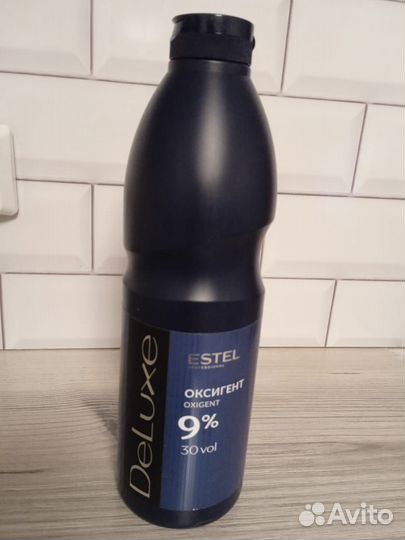 DeLuxe
ESTEL
PROFESSIONAL
ОКСИГЕНТ
OXIGENT
9%
30 vol
Avito